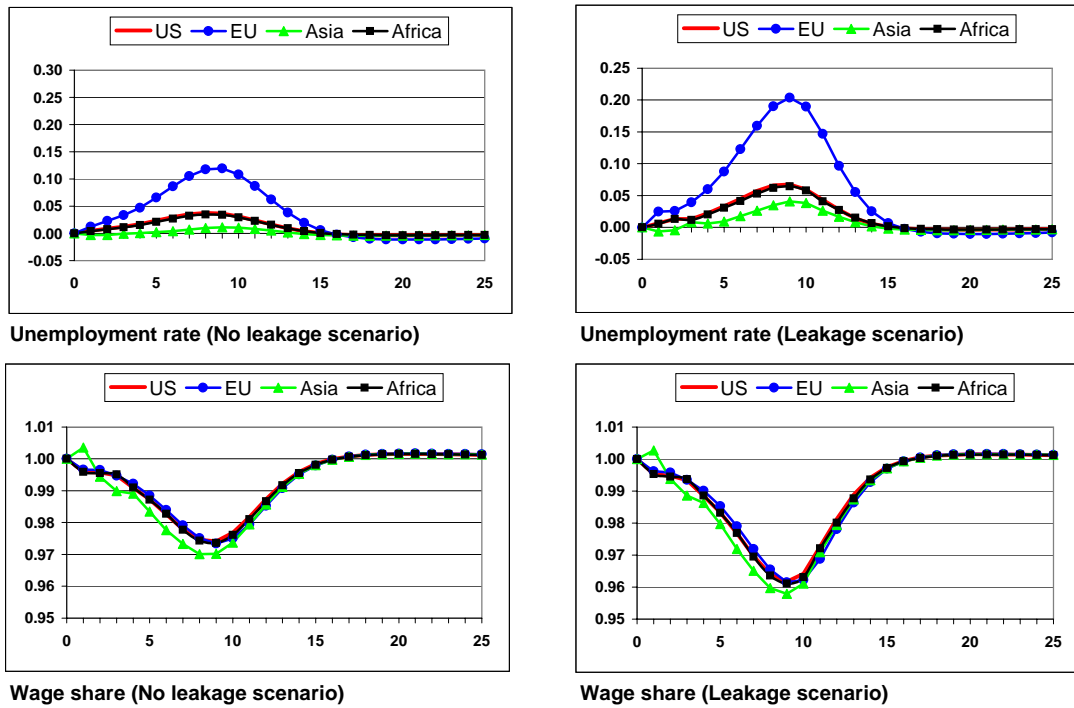 US EU Asia Africa
0.30
0.25
0.20
0.15
0.10
0.05
0.00
-0.05
0 5 10 15 20 25
Unemployment rate (No leakage scenario)
US EU Asia Africa
0.25
0.20
0.15
0.10
0.05
0.00
-0.05
0 5 10 15 20 25
Unemployment rate (Leakage scenario)
US EU Asia Africa
1.01
1.00
0.99
0.98
0.97
0.96
0.95
0 5 10 15 20 25
Wage share (No leakage scenario)
US EU Asia Africa
1.01
1.00
0.99
0.98
0.97
0.96
0.95
0 5 10 15 20 25
Wage share (Leakage scenario)